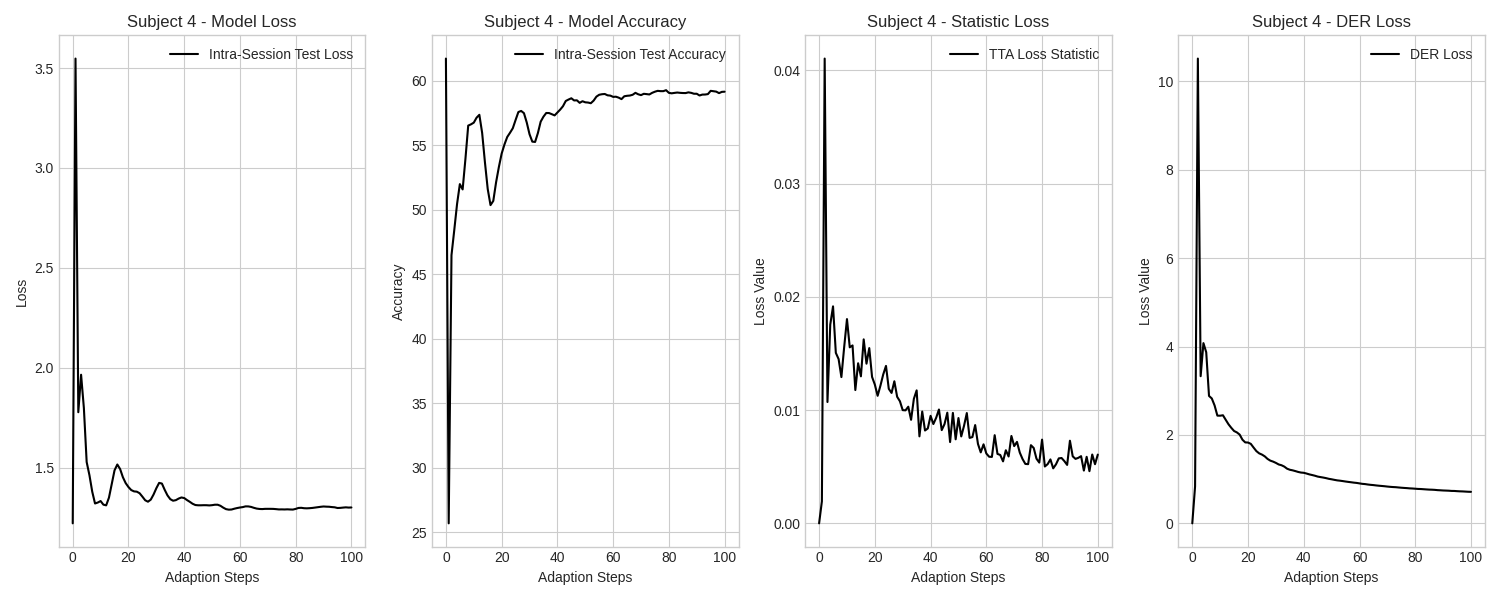 Subject 4 - Model Loss
Intra-Session Test Loss
3.5
3.0
2.5
2.0
1.5
Loss
0 20 40 60 80 100
Adaption Steps
Subject 4 - Model Accuracy
Intra-Session Test Accuracy
60
55
50
45
40
35
30
25
Accuracy
0 20 40 60 80 100
Adaption Steps
Subject 4 - Statistic Loss
TTA Loss Statistic
0.04
0.03
0.02
0.01
0.00
Loss Value
0 20 40 60 80 100
Adaption Steps
Subject 4 - DER Loss
DER Loss
10
8
6
4
2
0
Loss Value
0 20 40 60 80 100
Adaption Steps